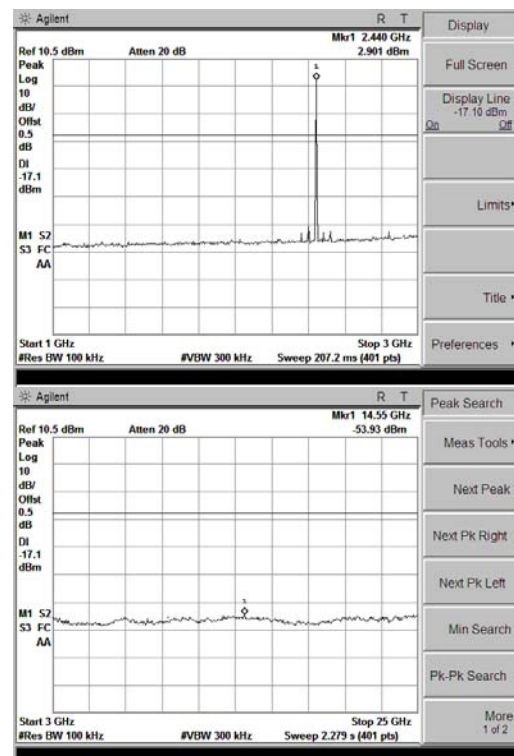 Agilent R T
Display
Mkr1 2.440 GHz
Ref 10.5 dBm Atten 20 dB 2.901 dBm
Peak
Log
10
dB/
Offst
0.5
dB
DI
-17.1
dBm
M1 S2
S3 FC
AA
1
Start 1 GHz Stop 3 GHz
#Res BW 100 kHz #VBW 300 kHz Sweep 207.2 ms (401 pts)
Full Screen
Display Line
-17.10 dBm
On Off
Limits
Title
Preferences
Agilent R T
Peak Search
Mkr1 14.55 GHz
Ref 10.5 dBm Atten 20 dB -53.93 dBm
Peak
Log
10
dB/
Offst
0.5
dB
DI
-17.1
dBm
M1 S2
S3 FC
AA
1
Start 3 GHz Stop 25 GHz
#Res BW 100 kHz #VBW 300 kHz Sweep 2.279 s (401 pts)
Meas Tools
Next Peak
Next Pk Right
Next Pk Left
Min Search
Pk-Pk Search
More
1 of 2